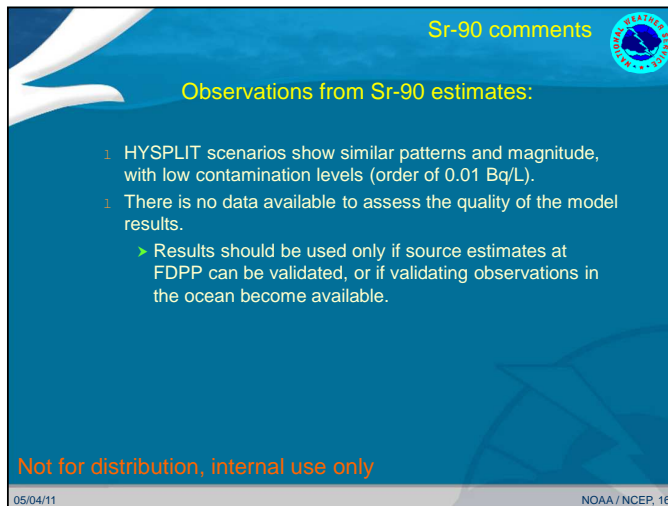 Sr-90 comments
NATIONAL WEATHER SERVICE
Observations from Sr-90 estimates:
ı HYSPLIT scenarios show similar patterns and magnitude,
with low contamination levels (order of 0.01 Bq/L).
ı There is no data available to assess the quality of the model
results.
➢ Results should be used only if source estimates at
FDPP can be validated, or if validating observations in
the ocean become available.
Not for distribution, internal use only
05/04/11
NOAA / NCEP, 16